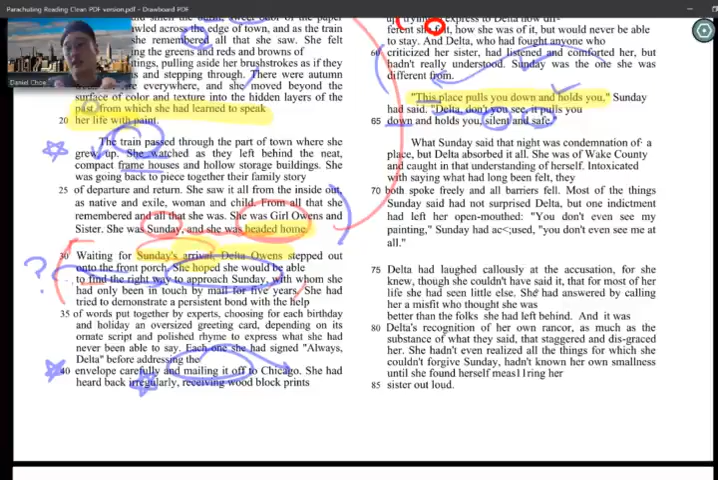 Parachuting Reading Clean PDF version.pdf - Drawboard PDF
Daniel Choe
awled across the edge of town, and as the train
she remembered all that she saw. She felt
ing the greens and reds and browns of
tings, pulling aside her brushstrokes as if they
s and stepping through. There were autumn
e everywhere, and she moved beyond the
surface of color and texture into the hidden layers of the
past from which she had learned to speak
20 her life with paint.
The train passed through the part of town where she
grew up. She watched as they left behind the neat,
compact frame houses and hollow storage buildings. She
was going back to piece together their family story
25 of departure and return. She saw it all from the inside out,
as native and exile, woman and child. From all that she
remembered and all she was. She was Girl Owens and
Sister. She was Sunday, and she was headed home.
30 Waiting for Sunday's arrival, Delta Owens stepped out
onto the front porch. She hoped she would be able
to find the right way to approach Sunday, with whom she
had only been in touch by mail for five years. She had
tried to demonstrate a persistent bond with the help
35 of words put together by experts, choosing for each birthday
and holiday an oversized greeting card, depending on its
ornate script and polished rhyme to express what she had
never been able to say. Each one she had signed "Always,
Delta" before addressing the
40 envelope carefully and mailing it off to Chicago. She had
heard back irregularly, receiving wood block prints
up trying to express to Delta how dif-
ferent she felt, how she was of it, but would never be able
to stay. And Delta, who had fought anyone who
60 criticized her sister, had listened and comforted her, but
hadn't really understood. Sunday was the one she was
different from.
"This place pulls you down and holds you," Sunday
had said. "Delta, don't you see, it pulls you
65 down and holds you, silent and safe."
What Sunday said that night was condemnation of· a
place, but Delta absorbed it all. She was of Wake County
and caught in that understanding of herself. Intoxicated
with saying what had long been felt, they
70 both spoke freely and all barriers fell. Most of the things
Sunday said had not surprised Delta, but one indictment
had left her open-mouthed: "You don't even see my
painting," Sunday had ac<;used, "you don't even see me at
all."
75 Delta had laughed callously at the accusation, for she
knew, though she couldn't have said it, that for most of her
life she had seen little else. She had answered by calling
her a misfit who thought she was
better than the folks she had left behind. And it was
80 Delta's recognition of her own rancor, as much as the
substance of what they said, that staggered and dis-graced
her. She hadn't even realized all the things for which she
couldn't forgive Sunday, hadn't known her own smallness
until she found herself meas11ring her
85 sister out loud.